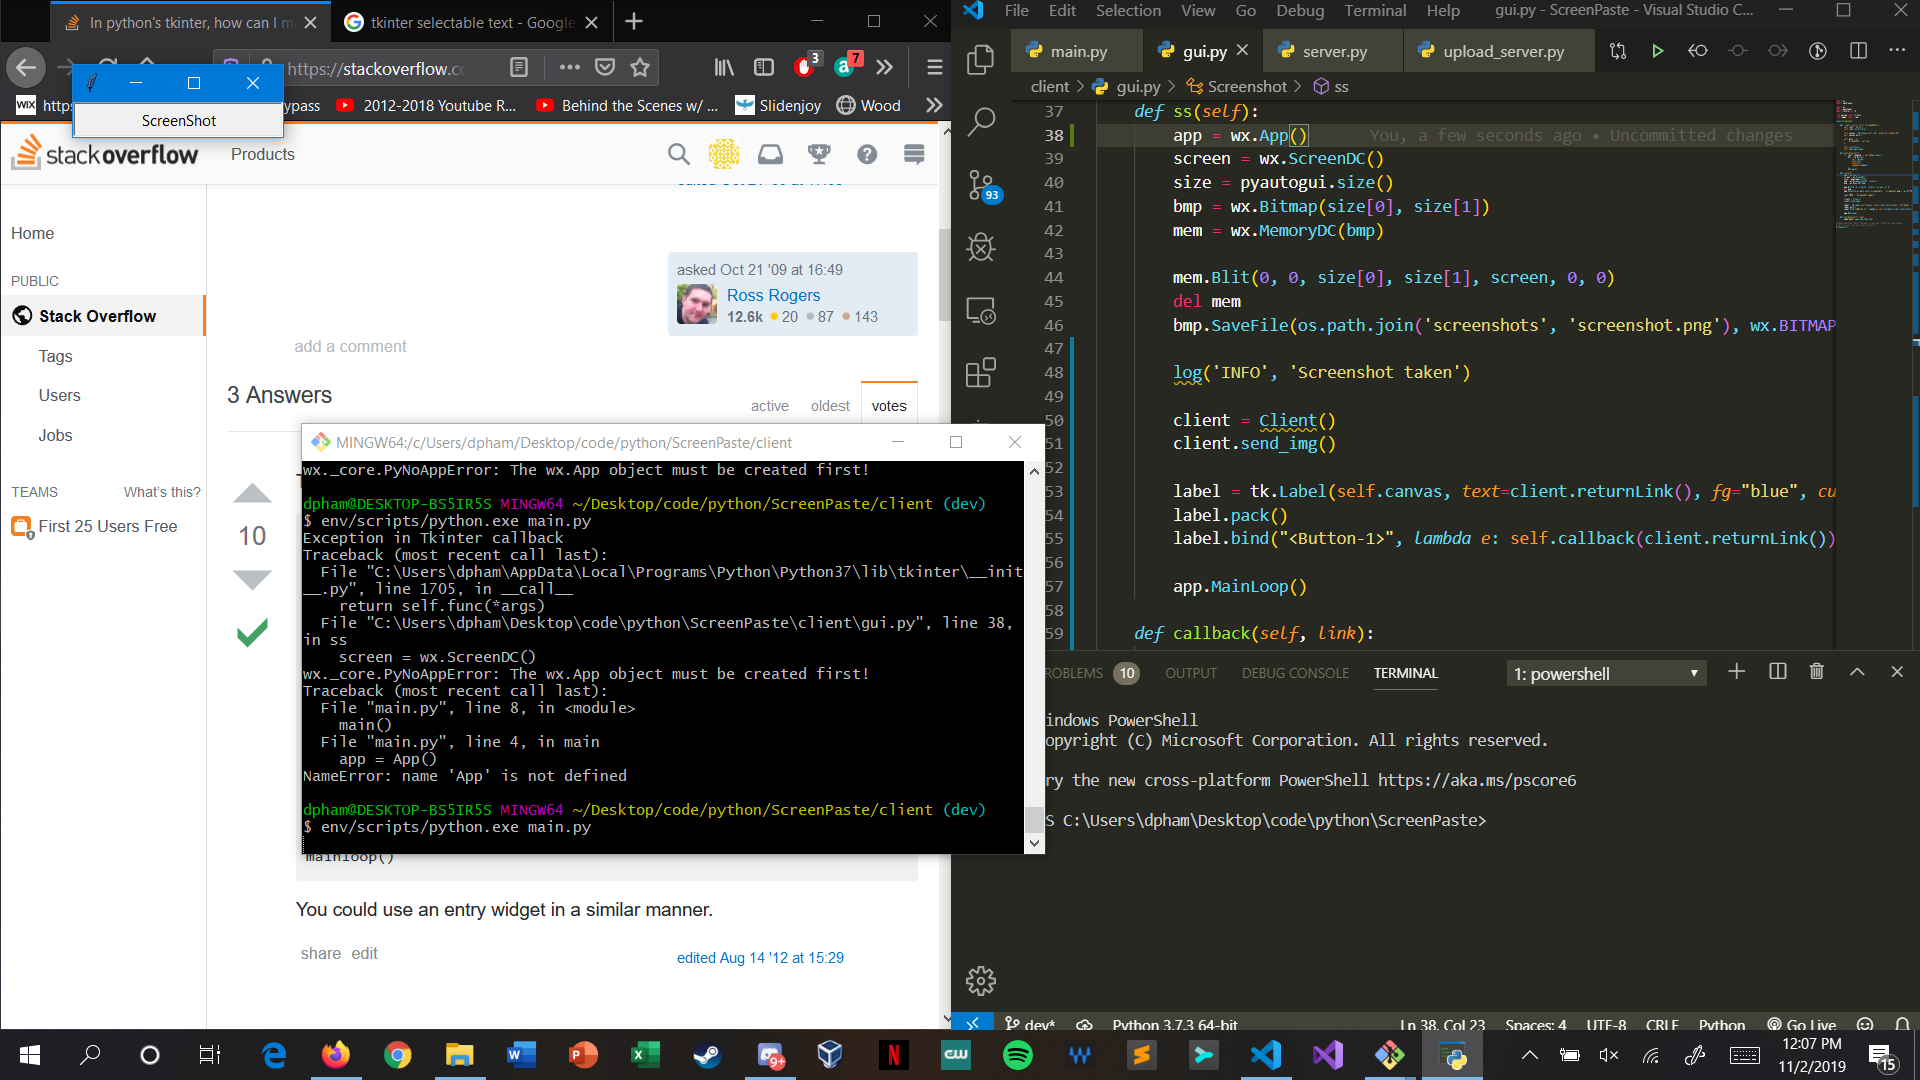 In python's tkinter, how can I m
tkinter selectable text - Google
https://stackoverflow.co
3
7
ScreenShot
WIX
https
ypass
2012-2018 Youtube R...
Behind the Scenes w/ ...
Slidenjoy
Wood
stackoverflow
Products
Home
PUBLIC
Stack Overflow
Tags
Users
Jobs
TEAMS
What's this?
First 25 Users Free
asked Oct 21 '09 at 16:49
Ross Rogers
12.6k 20 87 143
add a comment
3 Answers
active oldest votes
10
MINGW64:/c/Users/dpham/Desktop/code/python/ScreenPaste/client
wx._core.PyNoAppError: The wx.App object must be created first!
dpham@DESKTOP-BS5IR5S MINGW64 ~/Desktop/code/python/ScreenPaste/client (dev)
$ env/scripts/python.exe main.py
Exception in Tkinter callback
Traceback (most recent call last):
File "C:\Users\dpham\AppData\Local\Programs\Python\Python37\lib\tkinter\__init
__.py", line 1705, in __call__
return self.func(*args)
File "C:\Users\dpham\Desktop\code\python\ScreenPaste\client\gui.py", line 38,
in ss
screen = wx.ScreenDC()
wx._core.PyNoAppError: The wx.App object must be created first!
Traceback (most recent call last):
File "main.py", line 8, in <module>
main()
File "main.py", line 4, in main
app = App()
NameError: name 'App' is not defined
dpham@DESKTOP-BS5IR5S MINGW64 ~/Desktop/code/python/ScreenPaste/client (dev)
$ env/scripts/python.exe main.py
mainloop()
You could use an entry widget in a similar manner.
share edit
edited Aug 14 '12 at 15:29
File Edit Selection View Go Debug Terminal Help
gui.py - ScreenPaste - Visual Studio C...
main.py
gui.py
server.py
upload_server.py
client > gui.py > Screenshot > ss
93
37 def ss(self):
38 app = wx.App() You, a few seconds ago • Uncommitted changes
39 screen = wx.ScreenDC()
40 size = pyautogui.size()
41 bmp = wx.Bitmap(size[0], size[1])
42 mem = wx.MemoryDC(bmp)
43
44 mem.Blit(0, 0, size[0], size[1], screen, 0, 0)
45 del mem
46 bmp.SaveFile(os.path.join('screenshots', 'screenshot.png'), wx.BITMAP
47
48 log('INFO', 'Screenshot taken')
49
50 client = Client()
51 client.send_img()
52
53 label = tk.Label(self.canvas, text=client.returnLink(), fg="blue", cu
54 label.pack()
55 label.bind("<Button-1>", lambda e: self.callback(client.returnLink())
56
57 app.MainLoop()
58
59 def callback(self, link):
ROBLEMS 10 OUTPUT DEBUG CONSOLE TERMINAL
1: powershell
indows PowerShell
opyright (C) Microsoft Corporation. All rights reserved.
ry the new cross-platform PowerShell https://aka.ms/pscore6
S C:\Users\dpham\Desktop\code\python\ScreenPaste>
dev*
Python 3.7.3 64-bit
Ln 38, Col 23
Spaces: 4
UTF-8
CRLF
Python
Go Live
9+
12:07 PM
11/2/2019
15